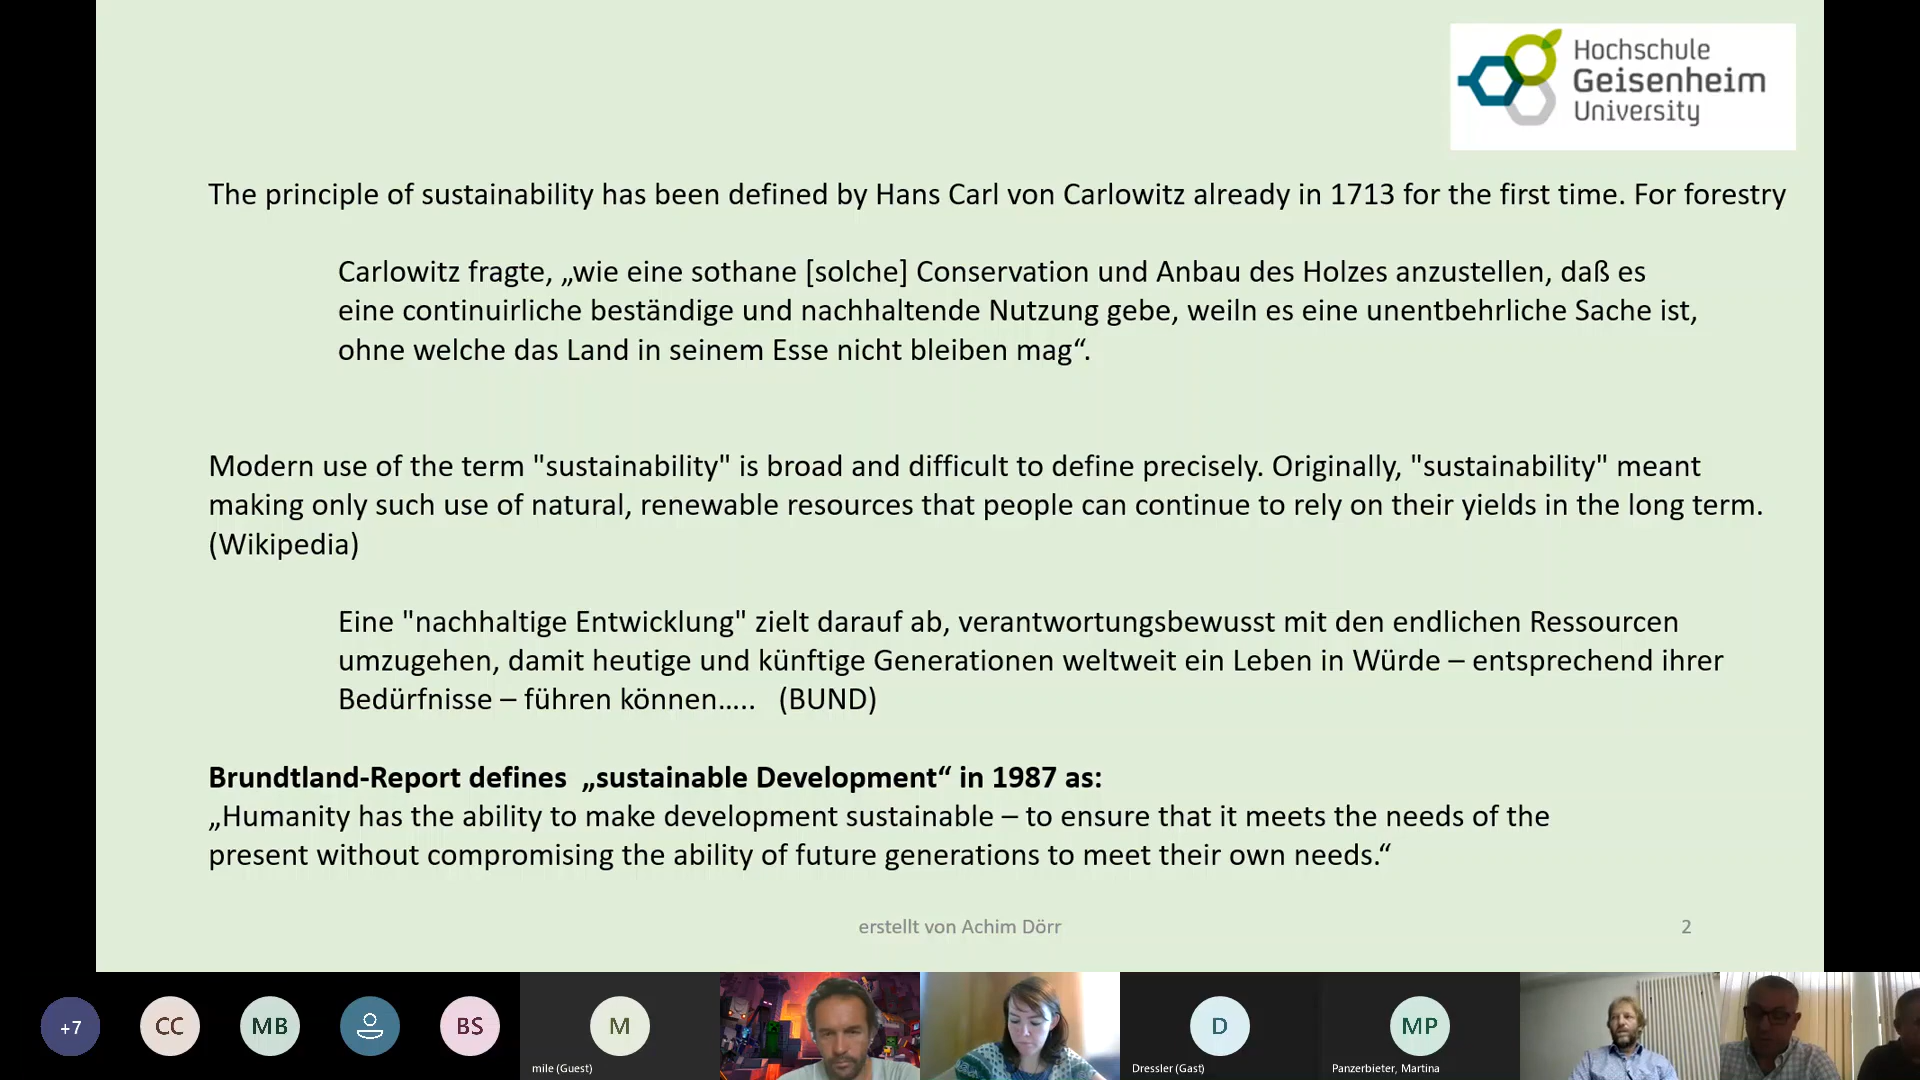 Hochschule
Geisenheim
University
The principle of sustainability has been defined by Hans Carl von Carlowitz already in 1713 for the first time. For forestry
Carlowitz fragte, „wie eine sothane [solche] Conservation und Anbau des Holzes anzustellen, daß es
eine continuirliche beständige und nachhaltende Nutzung gebe, weiln es eine unentbehrliche Sache ist,
ohne welche das Land in seinem Esse nicht bleiben mag“.
Modern use of the term "sustainability" is broad and difficult to define precisely. Originally, "sustainability" meant
making only such use of natural, renewable resources that people can continue to rely on their yields in the long term.
(Wikipedia)
Eine "nachhaltige Entwicklung" zielt darauf ab, verantwortungsbewusst mit den endlichen Ressourcen
umzugehen, damit heutige und künftige Generationen weltweit ein Leben in Würde – entsprechend ihrer
Bedürfnisse – führen können….. (BUND)
Brundtland-Report defines „sustainable Development“ in 1987 as:
„Humanity has the ability to make development sustainable – to ensure that it meets the needs of the
present without compromising the ability of future generations to meet their own needs.“
erstellt von Achim Dörr
2
+7
CC
MB
BS
M
mile (Guest)
D
Dressler (Gast)
MP
Panzerbieter, Martina